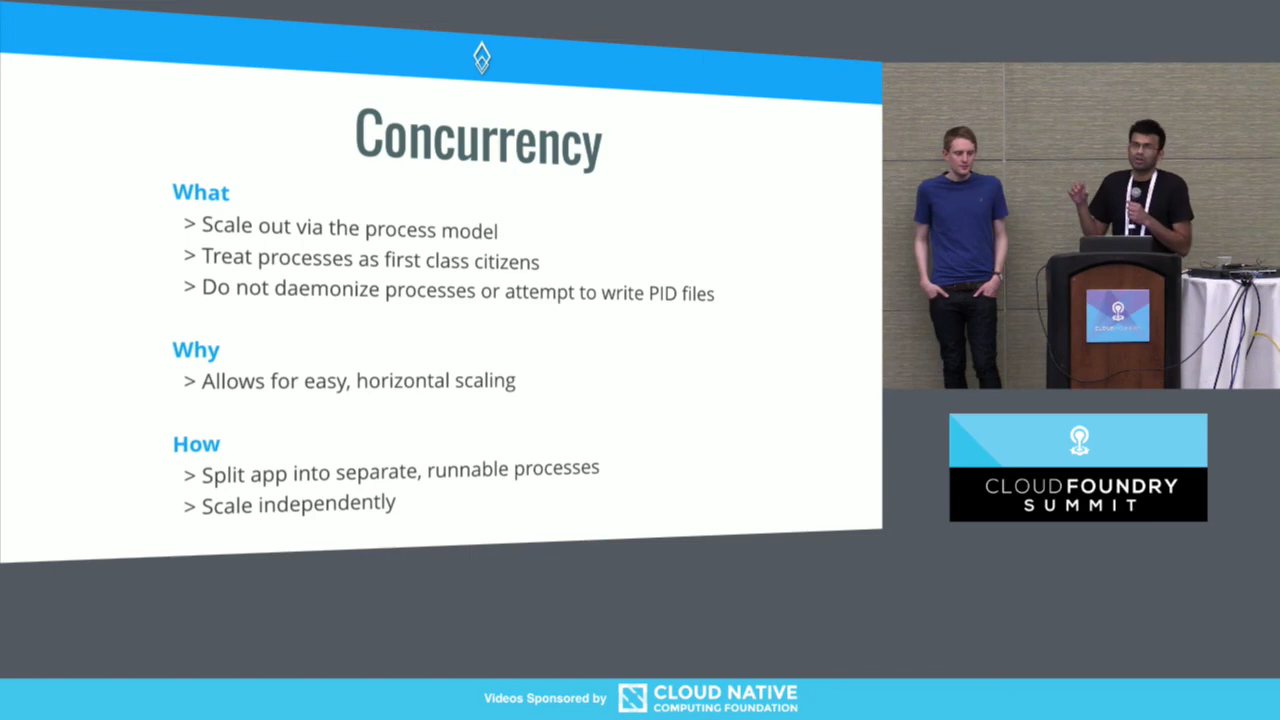 Concurrency
What
> Scale out via the process model
> Treat processes as first class citizens
> Do not daemonize processes or attempt to write PID files
Why
> Allows for easy, horizontal scaling
How
> Split app into separate, runnable processes
> Scale independently
CLOUD FOUNDRY
CLOUDFOUNDRY
SUMMIT
Videos Sponsored by
CLOUD NATIVE
COMPUTING FOUNDATION